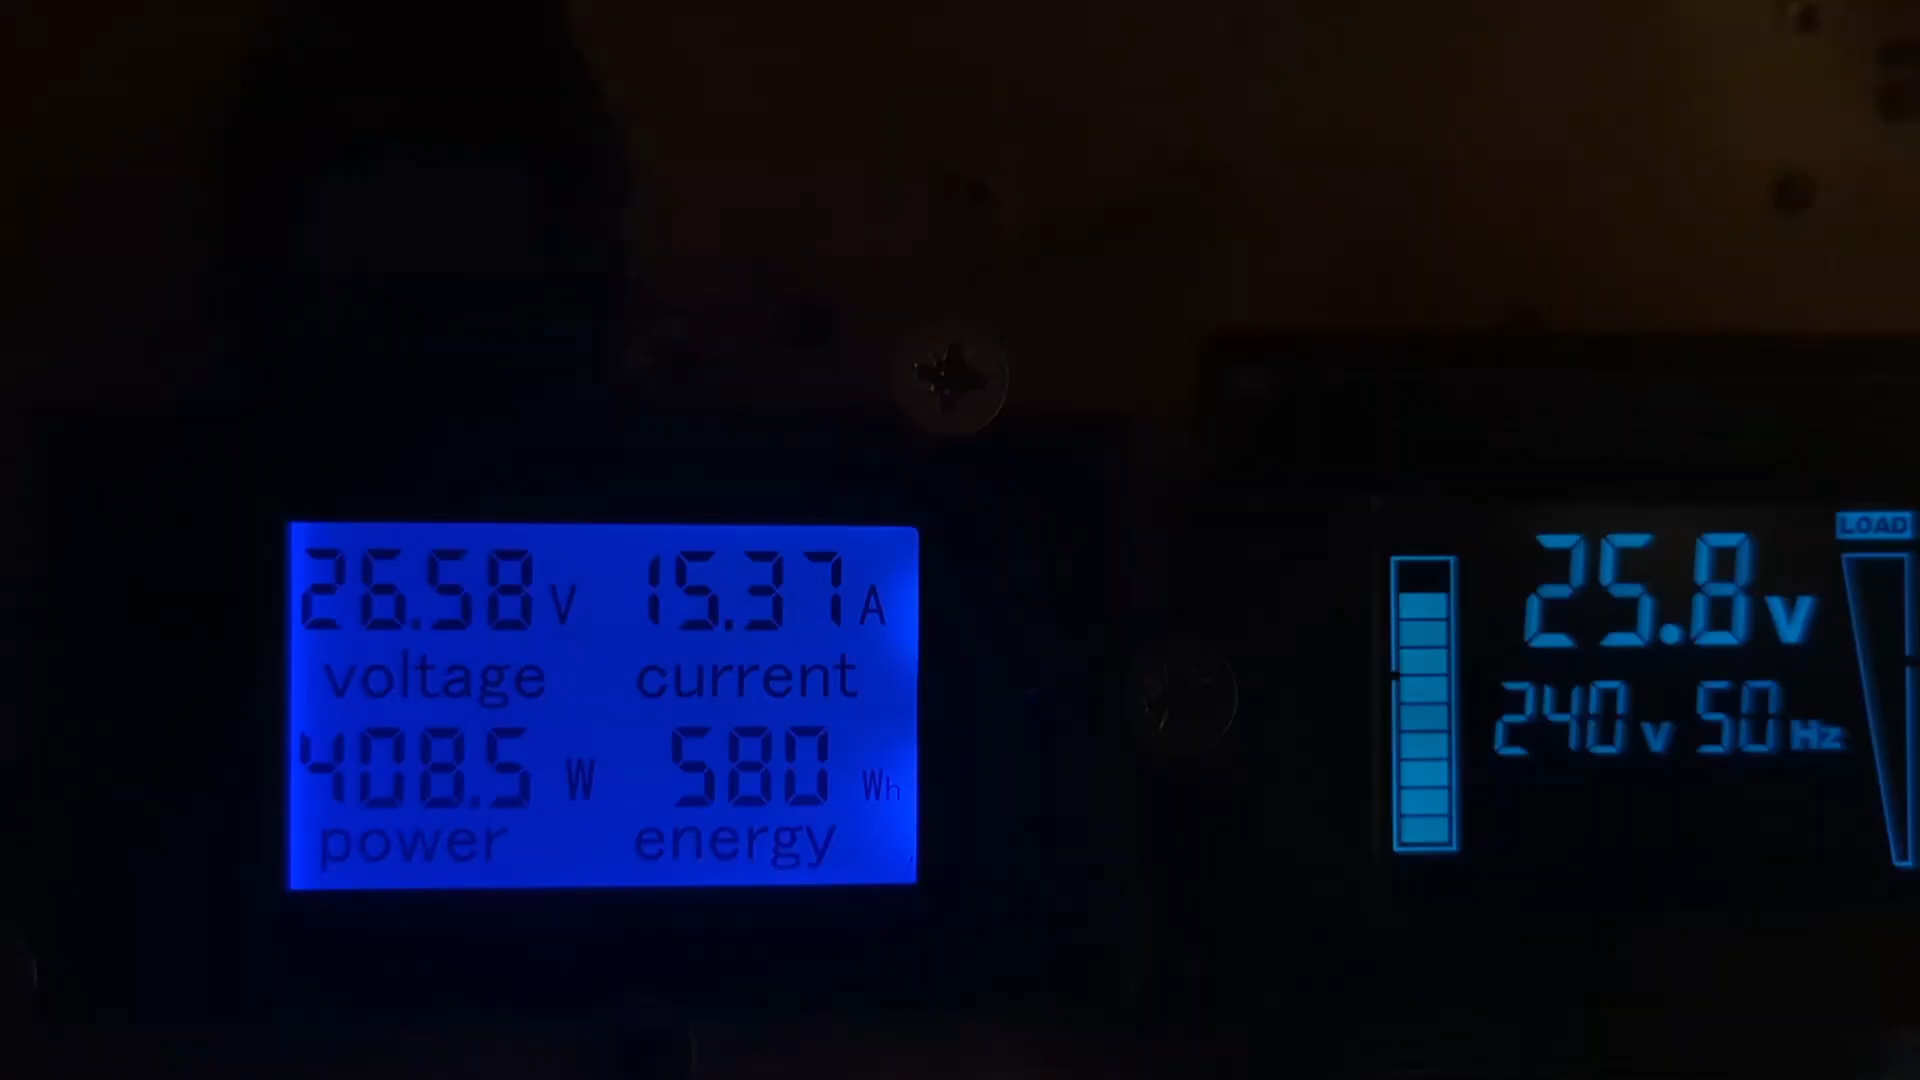 26.58 V 15.37 A
voltage current
408.5 W 580 Wh
power energy
LOAD
25.8 v
240 v 50 Hz